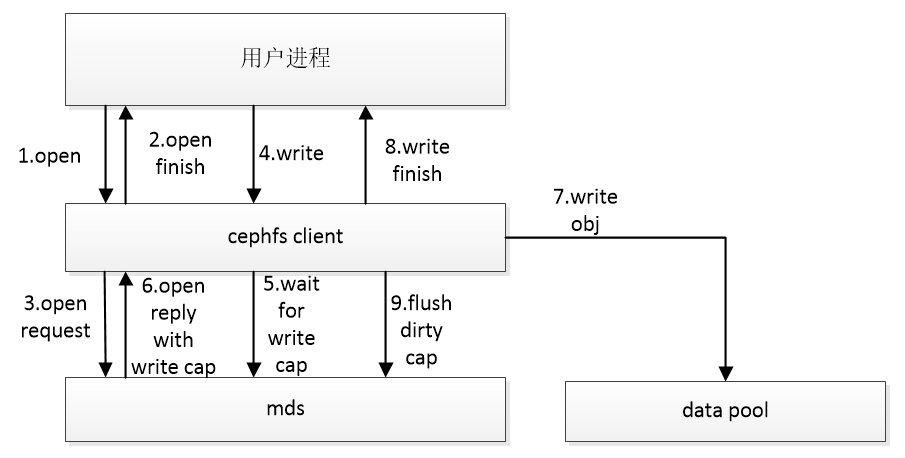 用户进程
1.open
2.open
finish
4.write
8.write
finish
7.write
obj
cephfs client
3.open
request
6.open
reply
with
write cap
5.wait
for
write
cap
9.flush
dirty
cap
mds
data pool